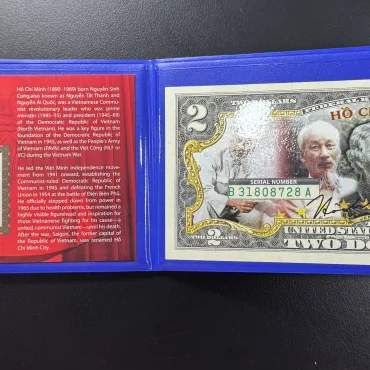 Hồ Chí Minh (1890-1969) born Nguyễn Sinh
Cung,also known as Nguyễn Tất Thành and
Nguyễn Ái Quốc, was a Vietnamese Commu-
nist revolutionary leader who was prime
minister (1945–55) and president (1945–69)
of the Democratic Republic of Vietnam
(North Vietnam). He was a key figure in the
foundation of the Democratic Republic of
Vietnam in 1945, as well as the People's Army
of Vietnam (PAVN) and the Việt Cộng (NLF or
VC) during the Vietnam War.
He led the Việt Minh independence move-
ment from 1941 onward, establishing the
Communist-ruled Democratic Republic of
Vietnam in 1945 and defeating the French
Union in 1954 at the battle of Điện Biên Phủ.
He officially stepped down from power in
1965 due to health problems, but remained a
highly visible figurehead and inspiration for
those Vietnamese fighting for his cause—a
united, communist Vietnam—until his death.
After the war, Saigon, the former capital of
the Republic of Vietnam, was renamed Hồ
Chí Minh City.
2
TWO DOLLARS
HỒ C
SERIAL NUMBER
B 31808728 A
2
TWO DOLLARS
UNITED STATES
TWO DO